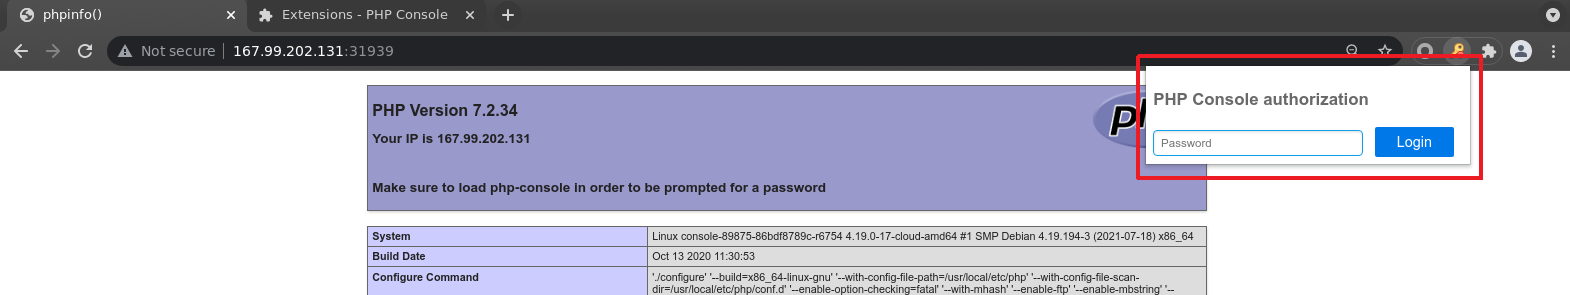 phpinfo()
Extensions - PHP Console
Not secure
167.99.202.131:31939
PHP Console authorization
Password
Login
PHP Version 7.2.34
Your IP is 167.99.202.131
Make sure to load php-console in order to be prompted for a password
System Linux console-89875-86bdf8789c-r6754 4.19.0-17-cloud-amd64 #1 SMP Debian 4.19.194-3 (2021-07-18) x86_64
Build Date Oct 13 2020 11:30:53
Configure Command './configure' '--build=x86_64-linux-gnu' '--with-config-file-path=/usr/local/etc/php' '--with-config-file-scan-
dir=/usr/local/etc/php/conf.d' '--enable-option-checking=fatal' '--with-mhash' '--enable-ftp' '--enable-mbstring' '--